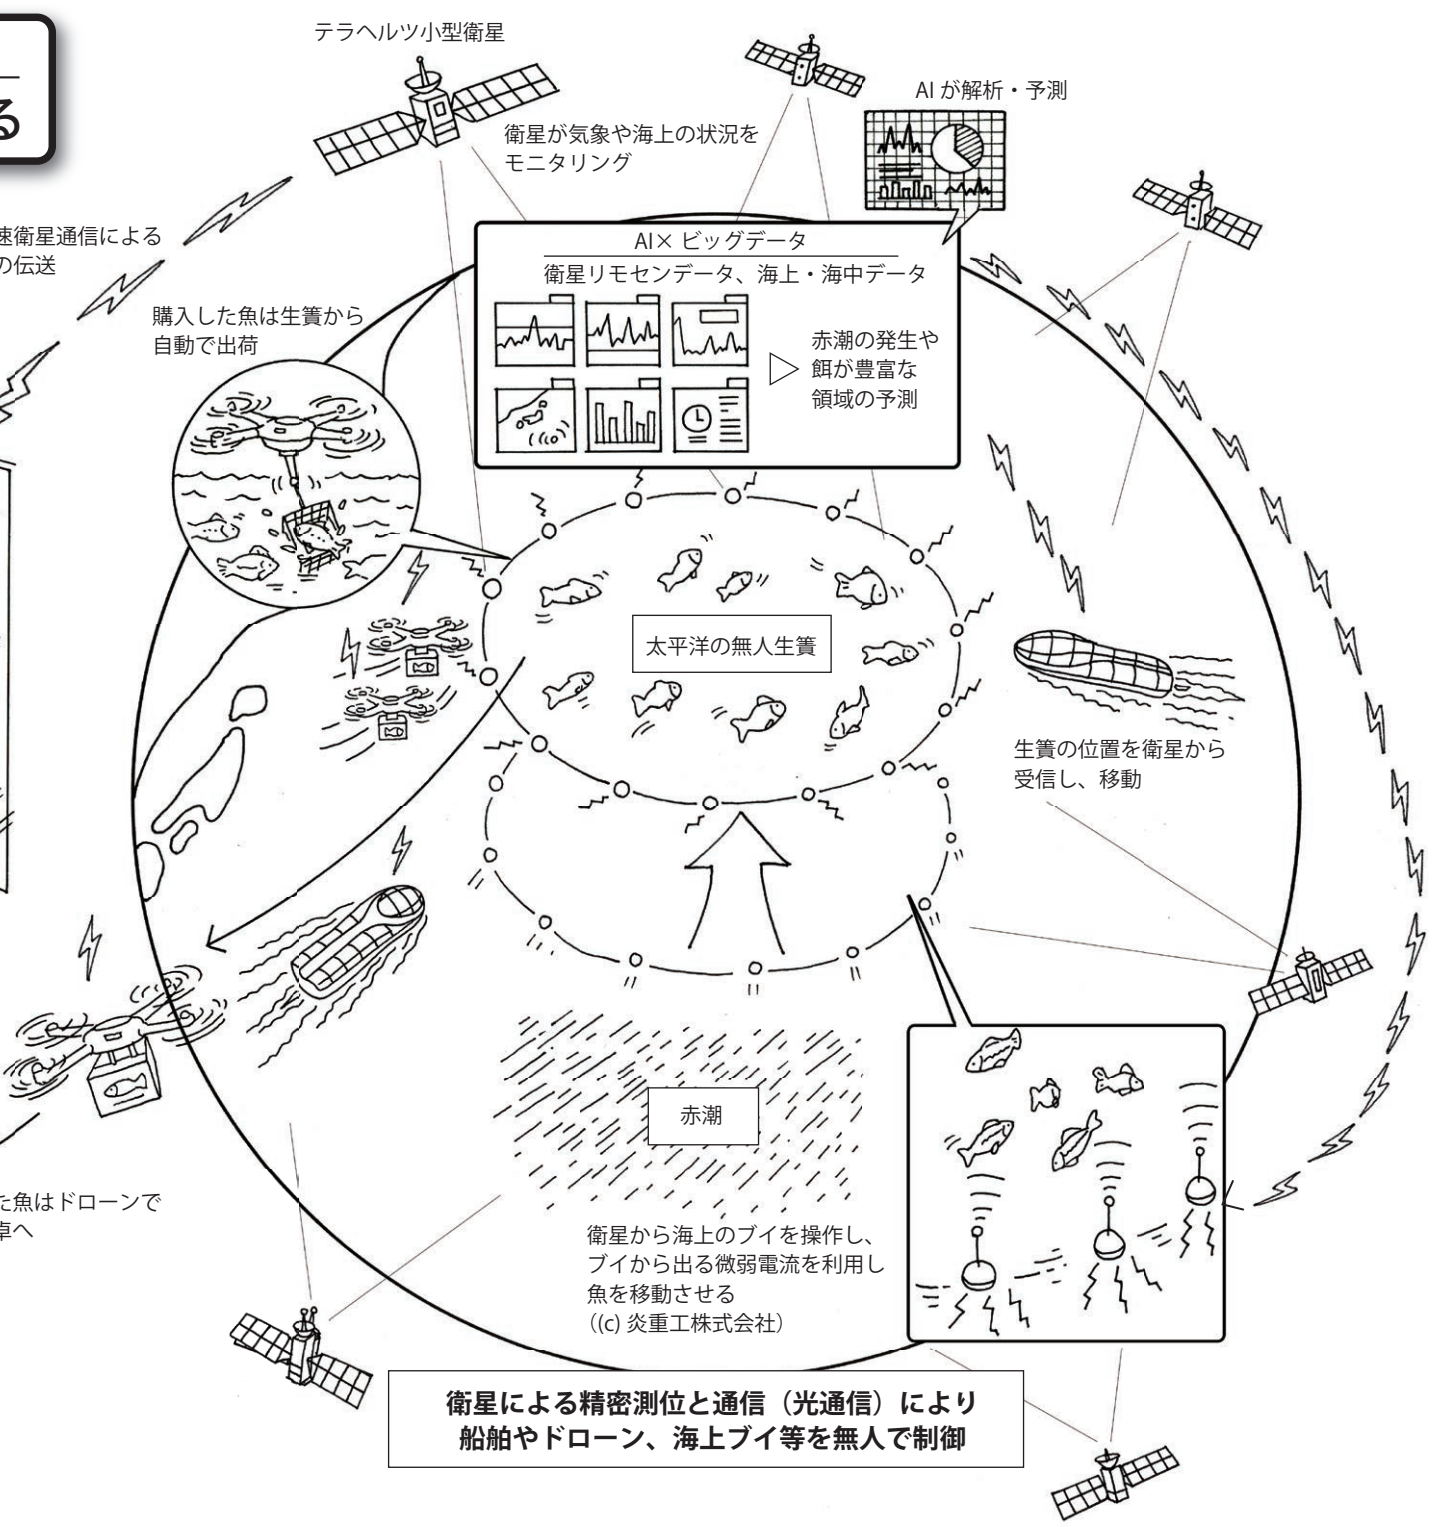 る
テラヘルツ小型衛星
衛星が気象や海上の状況を
モニタリング
AI が解析・予測
速衛星通信による
の伝送
購入した魚は生簀から
自動で出荷
AI× ビッグデータ
衛星リモセンデータ、海上・海中データ
赤潮の発生や
餌が豊富な
領域の予測
太平洋の無人生簀
生簀の位置を衛星から
受信し、移動
赤潮
た魚はドローンで
卓へ
衛星から海上のブイを操作し、
ブイから出る微弱電流を利用し
魚を移動させる
((c) 炎重工株式会社)
衛星による精密測位と通信（光通信）により
船舶やドローン、海上ブイ等を無人で制御